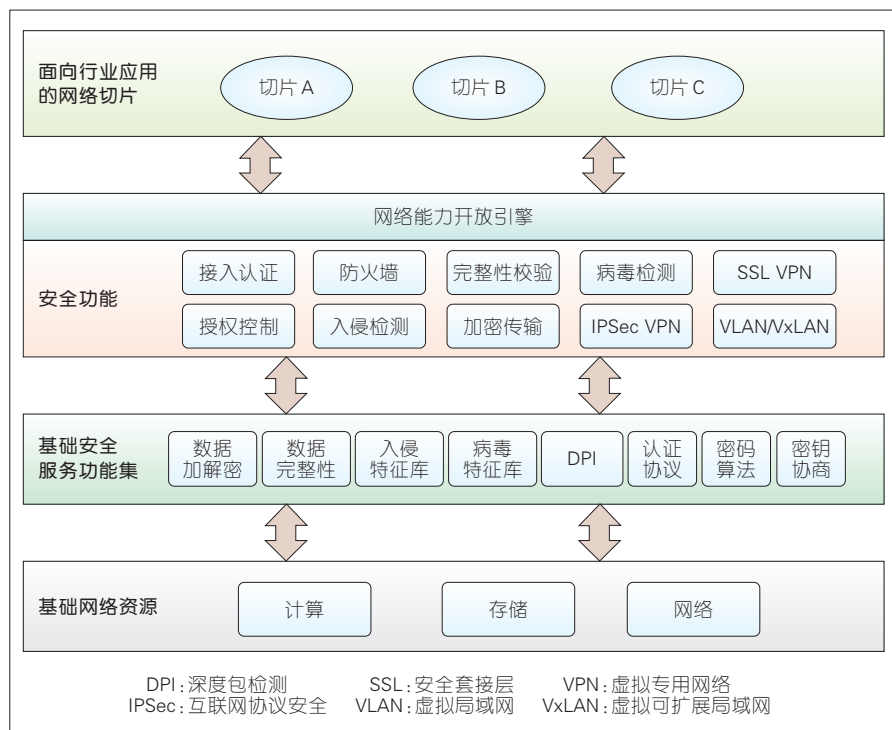 面向行业应用
的网络切片
切片 A
切片 B
切片 C
网络能力开放引擎
安全功能
接入认证
防火墙
完整性校验
病毒检测
SSL VPN
授权控制
入侵检测
加密传输
IPSec VPN
VLAN/VxLAN
基础安全
服务功能集
数据
加解密
数据
完整性
入侵
特征库
病毒
特征库
DPI
认证
协议
密码
算法
密钥
协商
基础网络资源
计算
存储
网络
DPI:深度包检测 SSL:安全套接层 VPN:虚拟专用网络
IPSec:互联网协议安全 VLAN:虚拟局域网 VxLAN:虚拟可扩展局域网